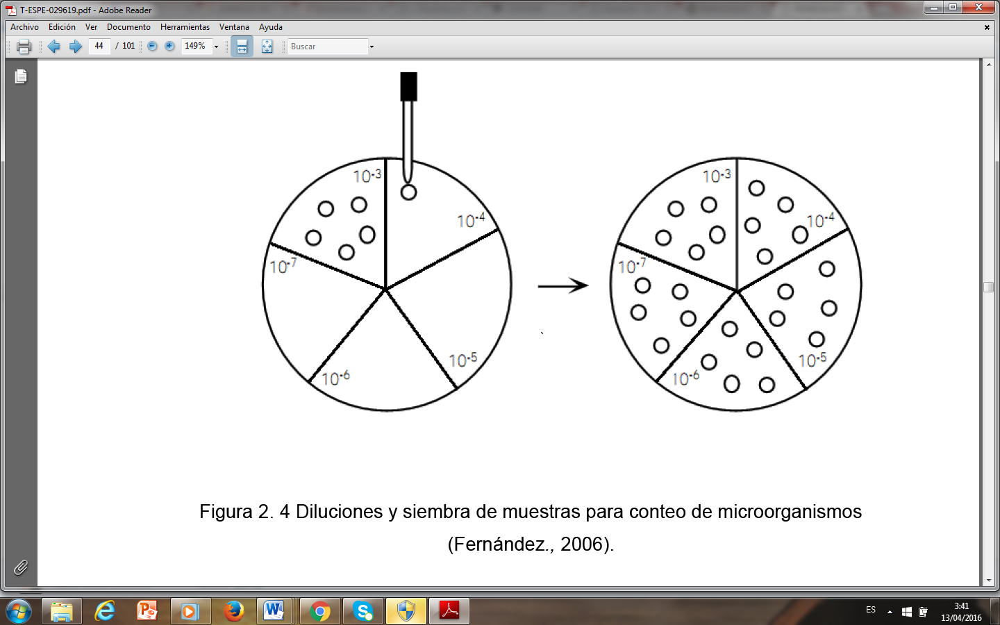 T-ESPE-029619.pdf - Adobe Reader
Archivo Edición Ver Documento Herramientas Ventana Ayuda
44 / 101 149% Buscar
10-3 10-4 10-5 10-6 10-7
10-3 10-4 10-5 10-6 10-7
Figura 2. 4 Diluciones y siembra de muestras para conteo de microorganismos
(Fernández., 2006).
ES
3:41
13/04/2016